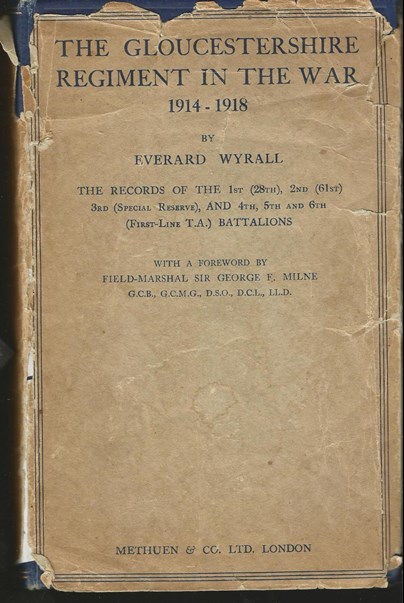 THE GLOUCESTERSHIRE
REGIMENT IN THE WAR
1914 - 1918
BY
EVERARD WYRALL
THE RECORDS OF THE 1ST (28TH), 2ND (61ST)
3RD (SPECIAL RESERVE), AND 4TH, 5TH AND 6TH
(FIRST-LINE T.A.) BATTALIONS
WITH A FOREWORD BY
FIELD-MARSHAL SIR GEORGE F. MILNE
G.C.B., G.C.M.G., D.S.O., D.C.L., LL.D.
METHUEN & CO. LTD. LONDON